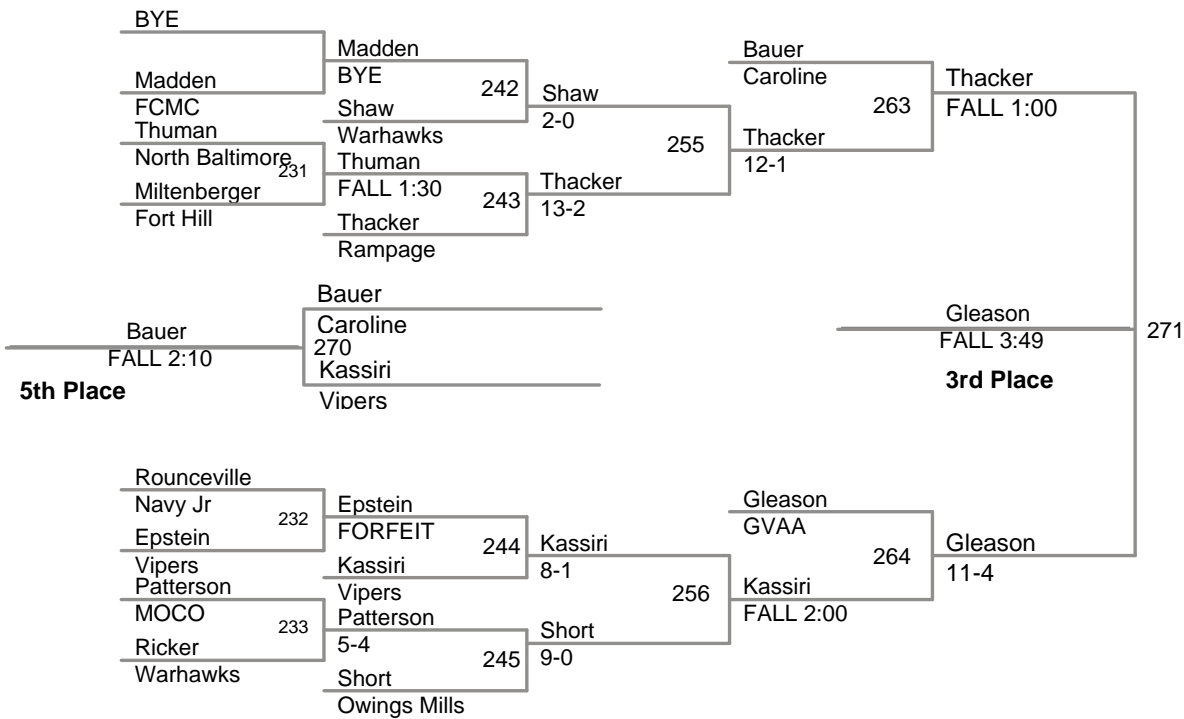 BYE
Madden
FCMC
Thuman
North Baltimore
231
Miltenberger
Fort Hill
Madden
BYE
242
Shaw
Warhawks
Thuman
FALL 1:30
243
Thacker
Rampage
Shaw
2-0
255
Thacker
13-2
Bauer
Caroline
263
Thacker
12-1
Thacker
FALL 1:00
Bauer
FALL 2:10
5th Place
Bauer
Caroline
270
Kassiri
Vipers
Gleason
FALL 3:49
3rd Place
271
Rounceville
Navy Jr
232
Epstein
Vipers
Patterson
MOCO
233
Ricker
Warhawks
Epstein
FORFEIT
244
Kassiri
Vipers
Patterson
5-4
245
Short
Owings Mills
Kassiri
8-1
256
Short
9-0
Gleason
GVAA
264
Kassiri
FALL 2:00
Gleason
11-4